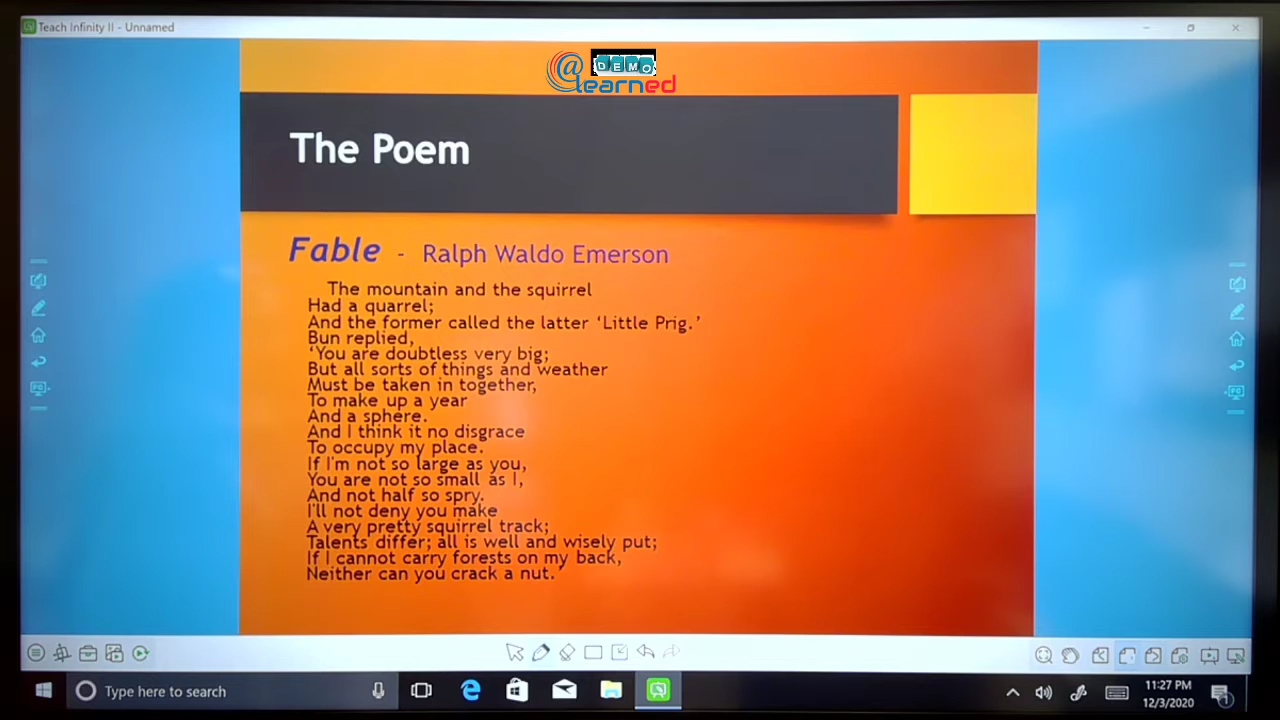 Teach Infinity II - Unnamed
@ DEMO
learned
The Poem
Fable - Ralph Waldo Emerson
The mountain and the squirrel
Had a quarrel;
And the former called the latter ‘Little Prig.’
Bun replied,
‘You are doubtless very big;
But all sorts of things and weather
Must be taken in together,
To make up a year
And a sphere.
And I think it no disgrace
To occupy my place.
If I'm not so large as you,
You are not so small as I,
And not half so spry.
I'll not deny you make
A very pretty squirrel track;
Talents differ; all is well and wisely put;
If I cannot carry forests on my back,
Neither can you crack a nut.’
Type here to search
11:27 PM
12/3/2020